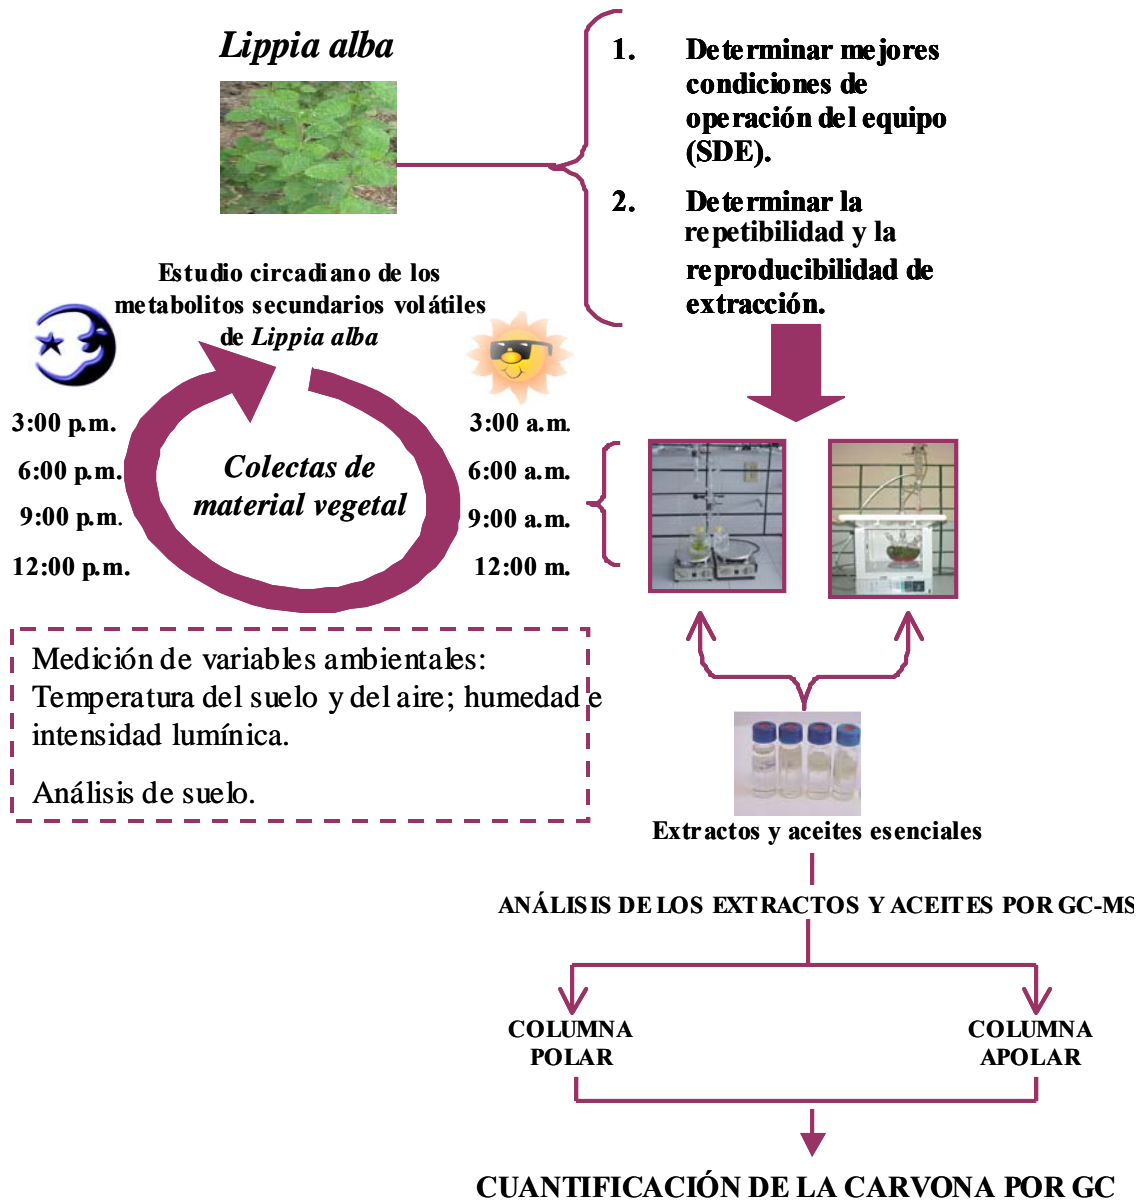 Lippia alba
1. Determinar mejores
condiciones de
operación del equipo
(SDE).
2. Determinar la
repetibilidad y la
reproducibilidad de
extracción.
Estudio circadiano de los
metabolitos secundarios volátiles
de Lippia alba
3:00 p.m.
6:00 p.m.
9:00 p.m.
12:00 p.m.
Colectas de
material vegetal
3:00 a.m.
6:00 a.m.
9:00 a.m.
12:00 m.
Medición de variables ambientales:
Temperatura del suelo y del aire; humedad e
intensidad lumínica.
Análisis de suelo.
Extractos y aceites esenciales
ANÁLISIS DE LOS EXTRACTOS Y ACEITES POR GC-MS
COLUMNA
POLAR
COLUMNA
APOLAR
CUANTIFICACIÓN DE LA CARVONA POR GC